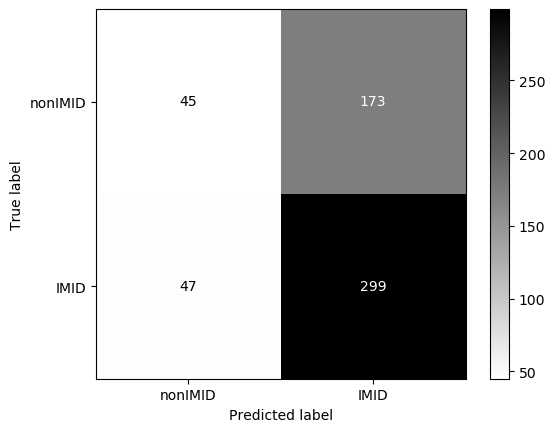 True label
nonIMID
45
173
IMID
47
299
nonIMID
IMID
Predicted label
250
200
150
100
50